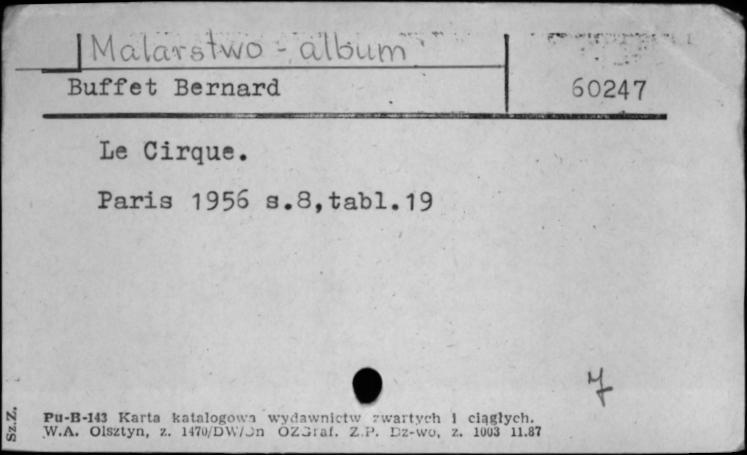 Malarstwo - album
Buffet Bernard 60247
Le Cirque.
Paris 1956 s.8,tabl.19
Sz.Z.
Pu-B-143 Karta katalogowa wydawnictw zwartych i ciągłych.
W.A. Olsztyn, z. 1470/DW/Dn OZGraf. Z.P. Dz-wo, z. 1003 11.87